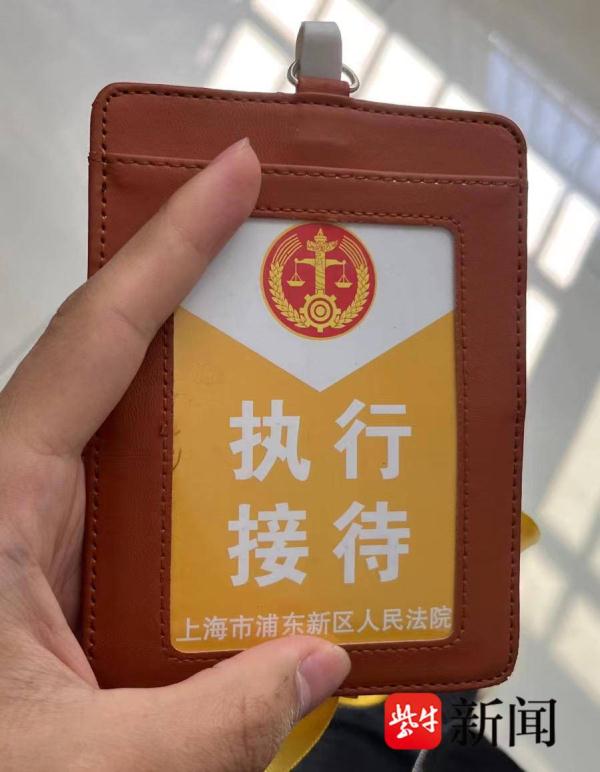 执行
接待
上海市浦东新区人民法院
紫牛新闻